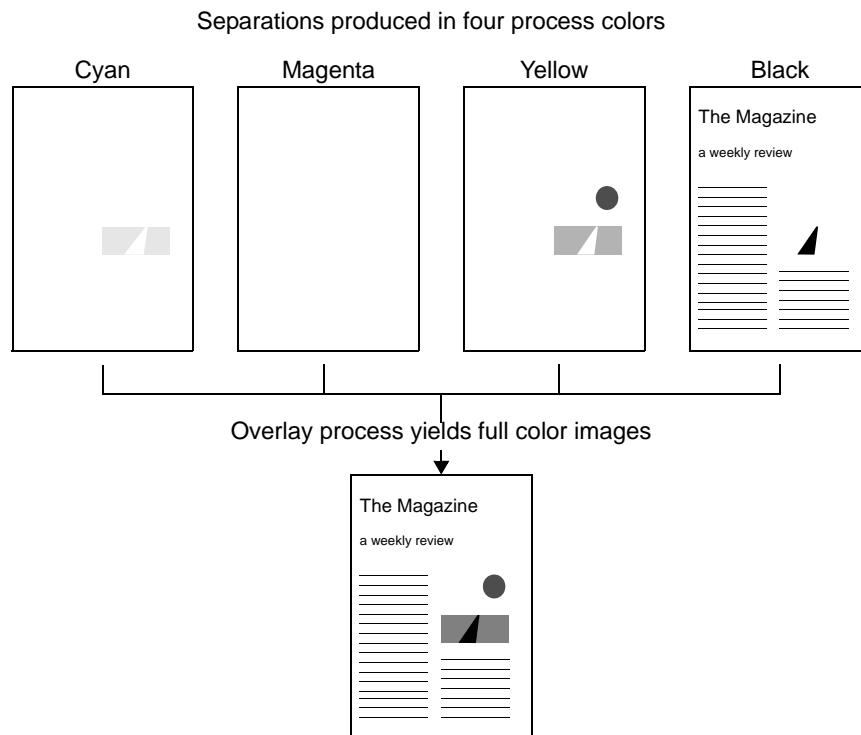 Separations produced in four process colors
Cyan
Magenta
Yellow
Black
The Magazine
a weekly review
Overlay process yields full color images
The Magazine
a weekly review